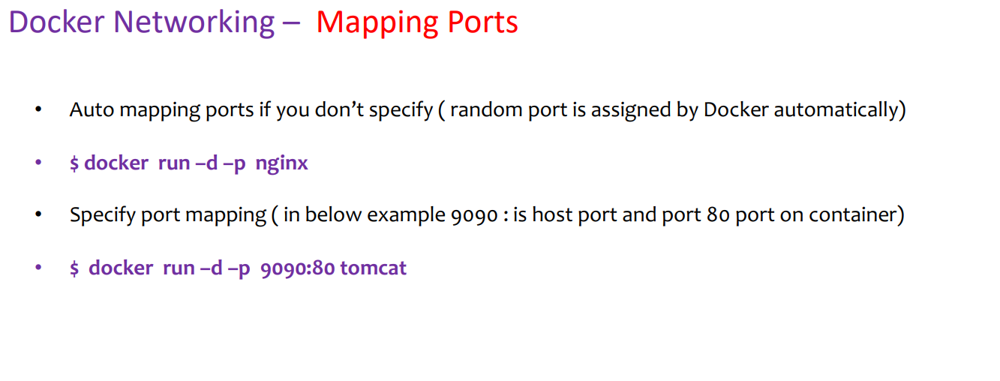 Docker Networking – Mapping Ports
• Auto mapping ports if you don’t specify ( random port is assigned by Docker automatically)
• $ docker run –d –p nginx
• Specify port mapping ( in below example 9090 : is host port and port 80 port on container)
• $ docker run –d –p 9090:80 tomcat